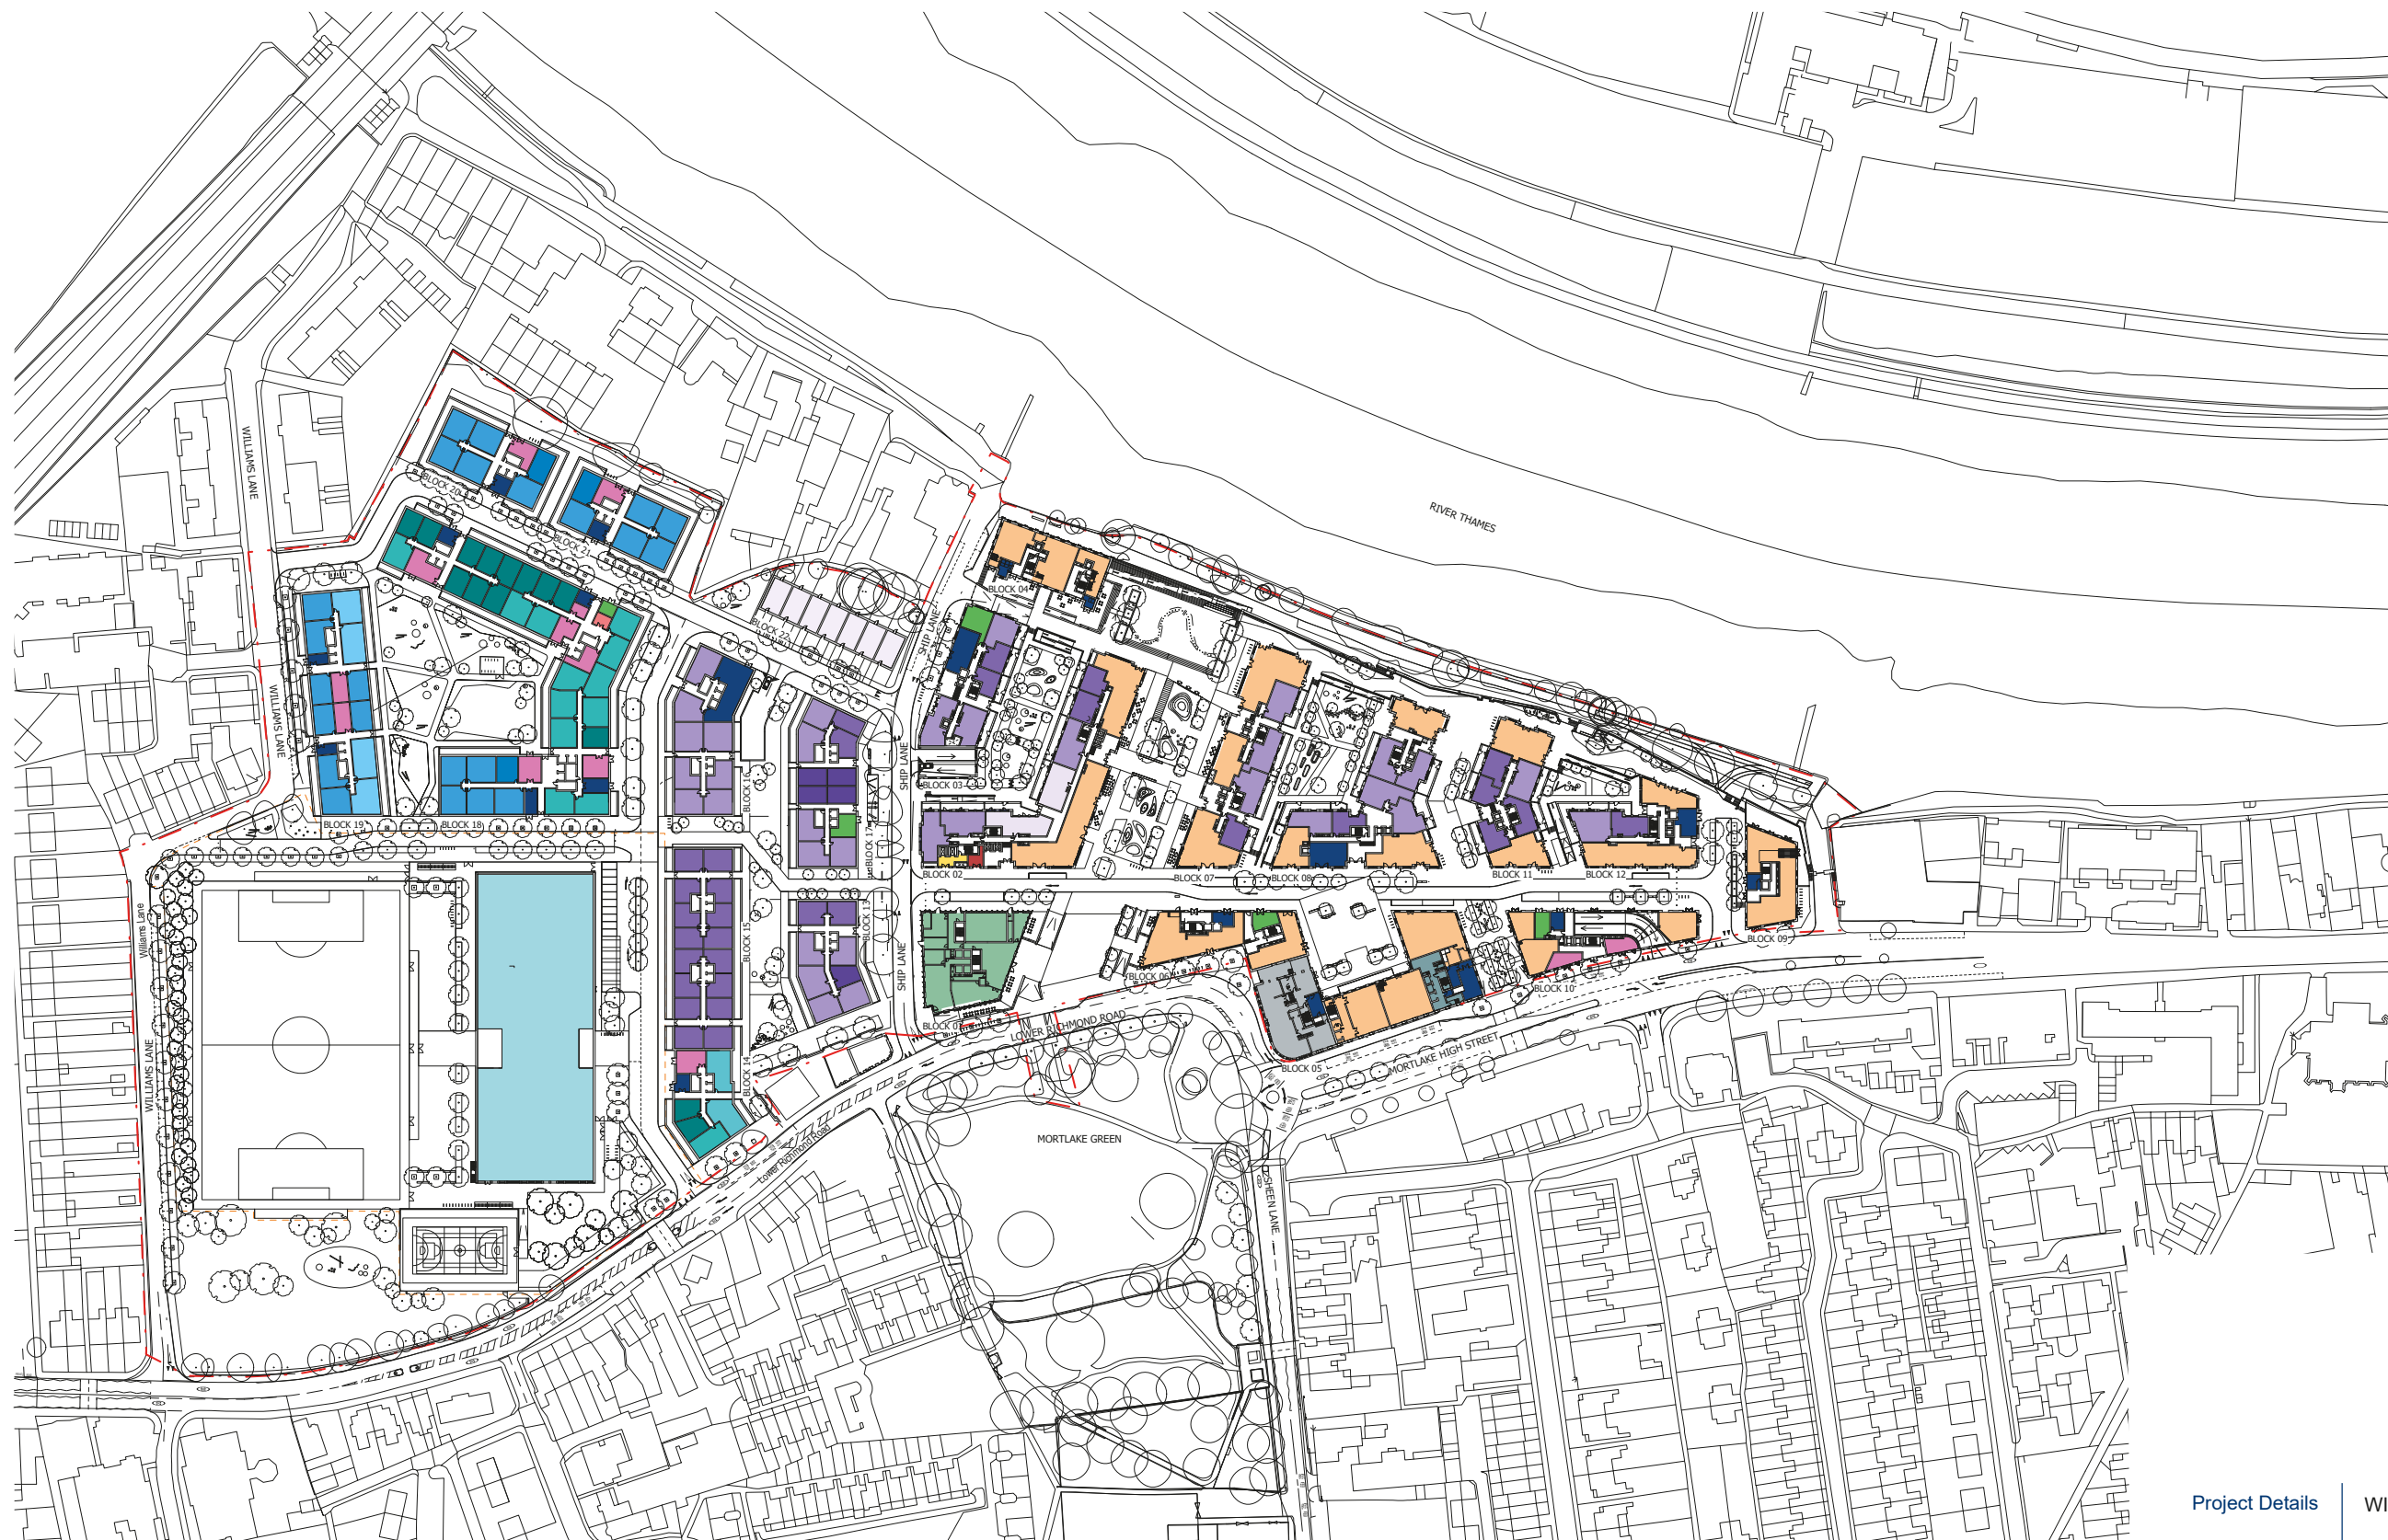 RIVER THAMES
WILLIAMS LANE
BLOCK 20
BLOCK 21
BLOCK 04
BLOCK 22
SHIP LANE
WILLIAMS LANE
SHIP LANE
BLOCK 16
BLOCK 03
BLOCK 19
BLOCK 18
BLOCK 17
BLOCK 02
BLOCK 07
BLOCK 08
BLOCK 11
BLOCK 12
Williams Lane
BLOCK 15
BLOCK 13
SHIP LANE
BLOCK 06
BLOCK 09
BLOCK 10
BLOCK 01
LOWER RICHMOND ROAD
MORTLAKE HIGH STREET
BLOCK 05
WILLIAMS LANE
BLOCK 14
MORTLAKE GREEN
Lower Richmond Road
SHEEN LANE
Project Details
WI